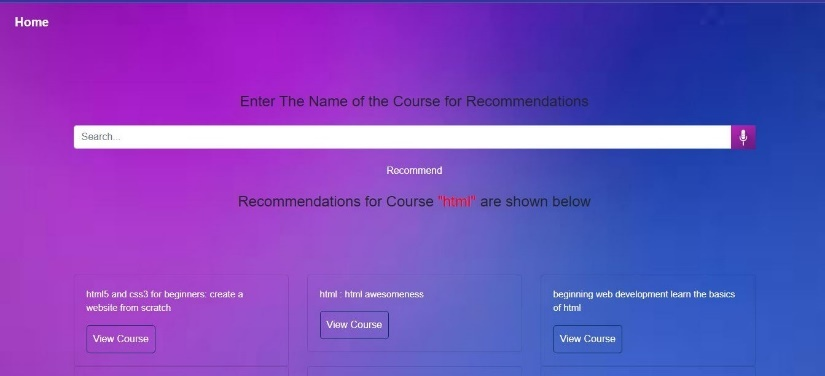 Home
Enter The Name of the Course for Recommendations
Search...
Recommend
Recommendations for Course "html" are shown below
html5 and css3 for beginners: create a
website from scratch
View Course
html : html awesomeness
View Course
beginning web development learn the basics
of html
View Course